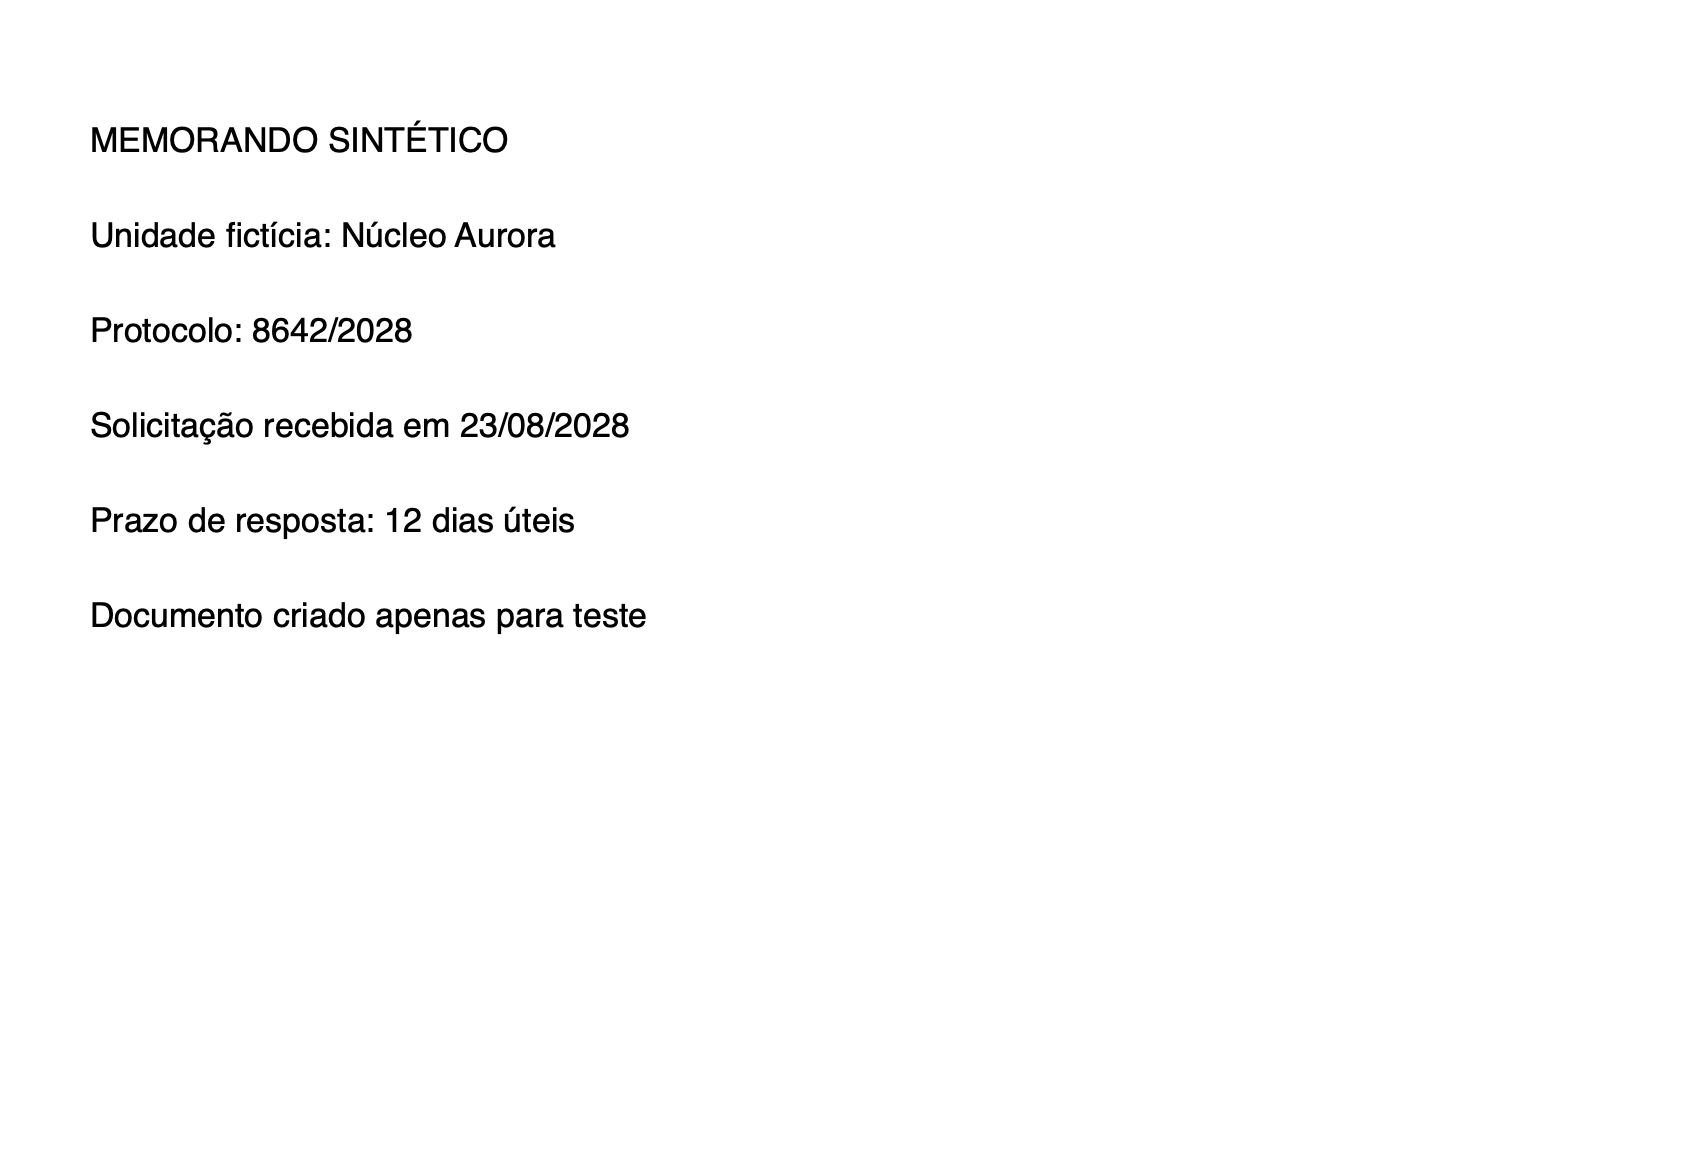 MEMORANDO SINTÉTICO
Unidade fictícia: Núcleo Aurora
Protocolo: 8642/2028
Solicitação recebida em 23/08/2028
Prazo de resposta: 12 dias úteis
Documento criado apenas para teste